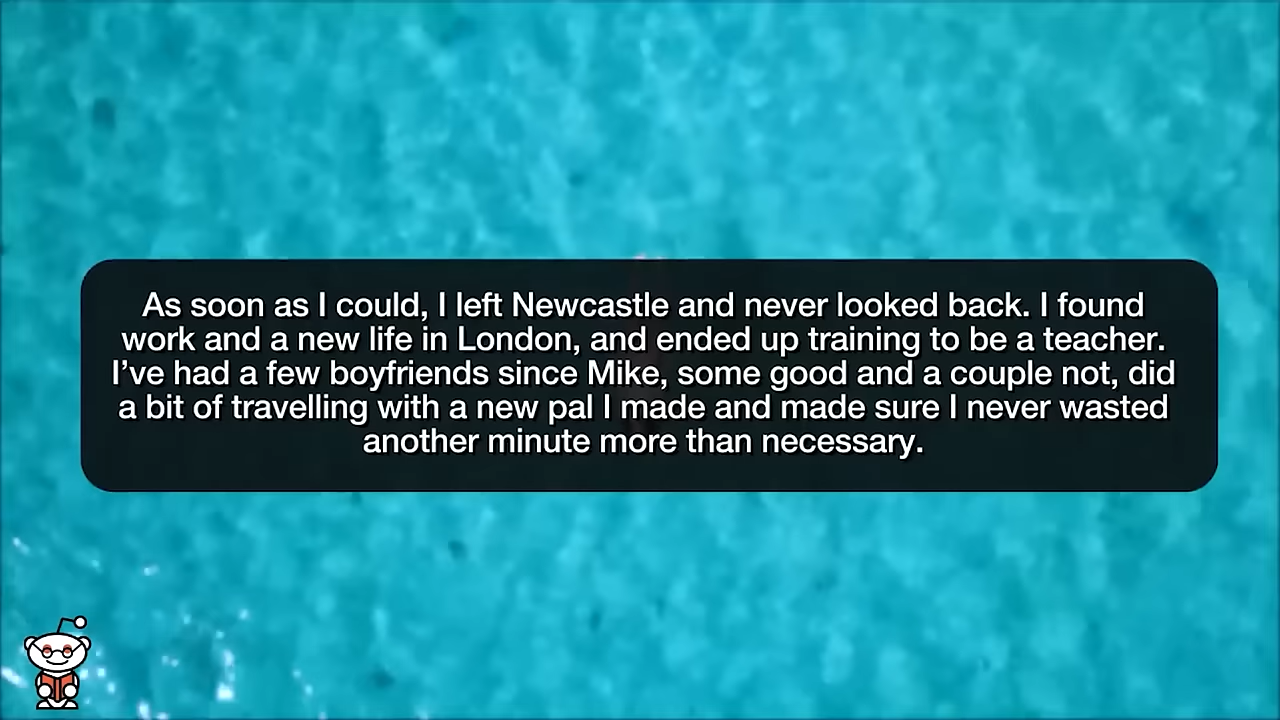 As soon as I could, I left Newcastle and never looked back. I found
work and a new life in London, and ended up training to be a teacher.
I’ve had a few boyfriends since Mike, some good and a couple not, did
a bit of travelling with a new pal I made and made sure I never wasted
another minute more than necessary.